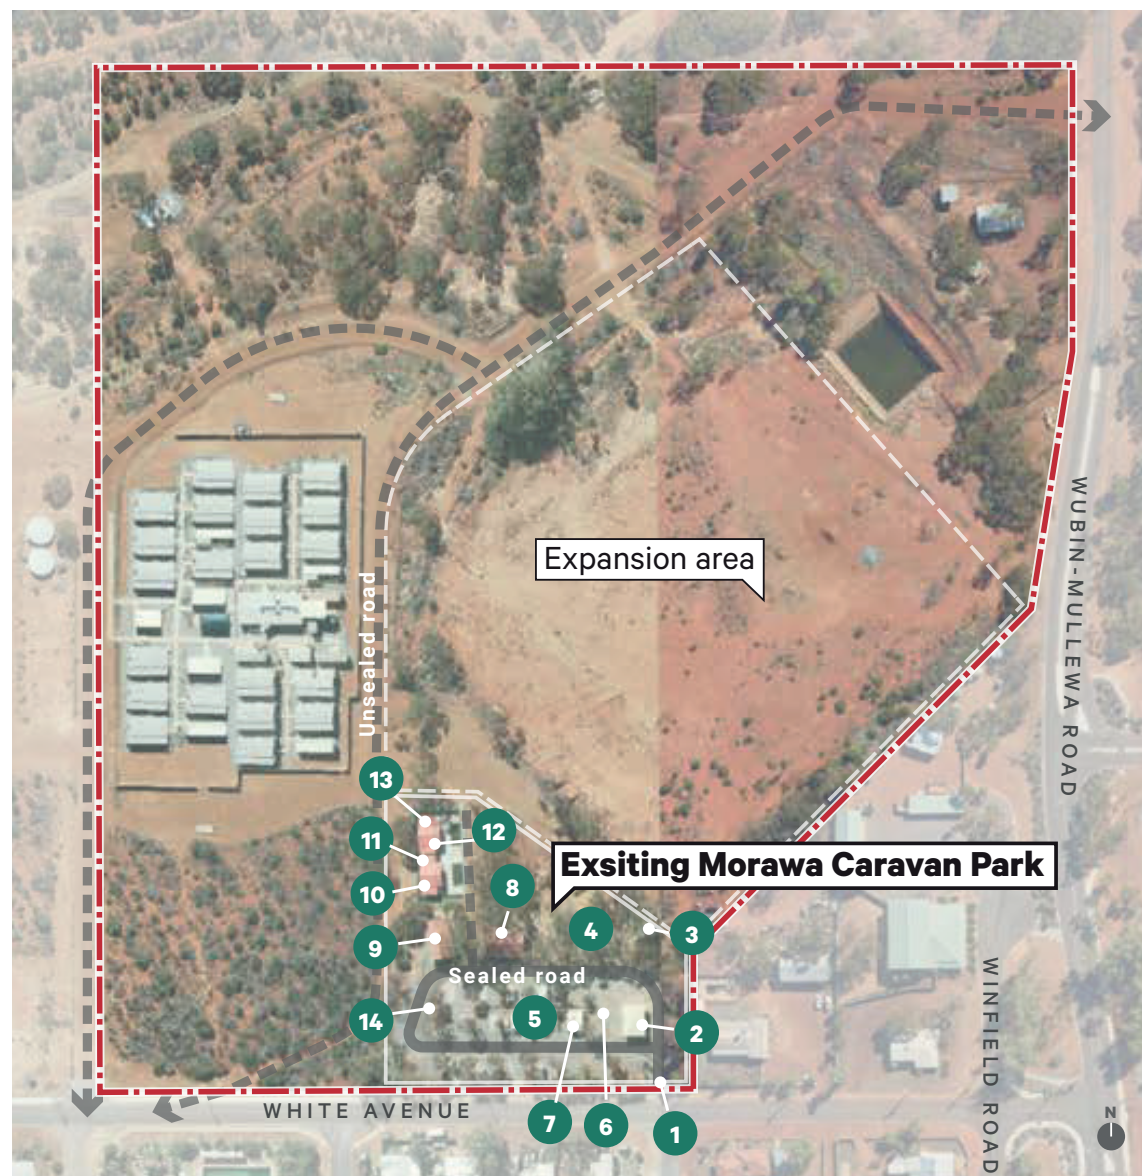 Expansion area
WUBIN-MULLEWA ROAD
Unsealed road
13
12
11
10
Exsiting Morawa Caravan Park
8
4
3
9
Sealed road
14
5
2
WINFIELD ROAD
WHITE AVENUE
7
6
1
N